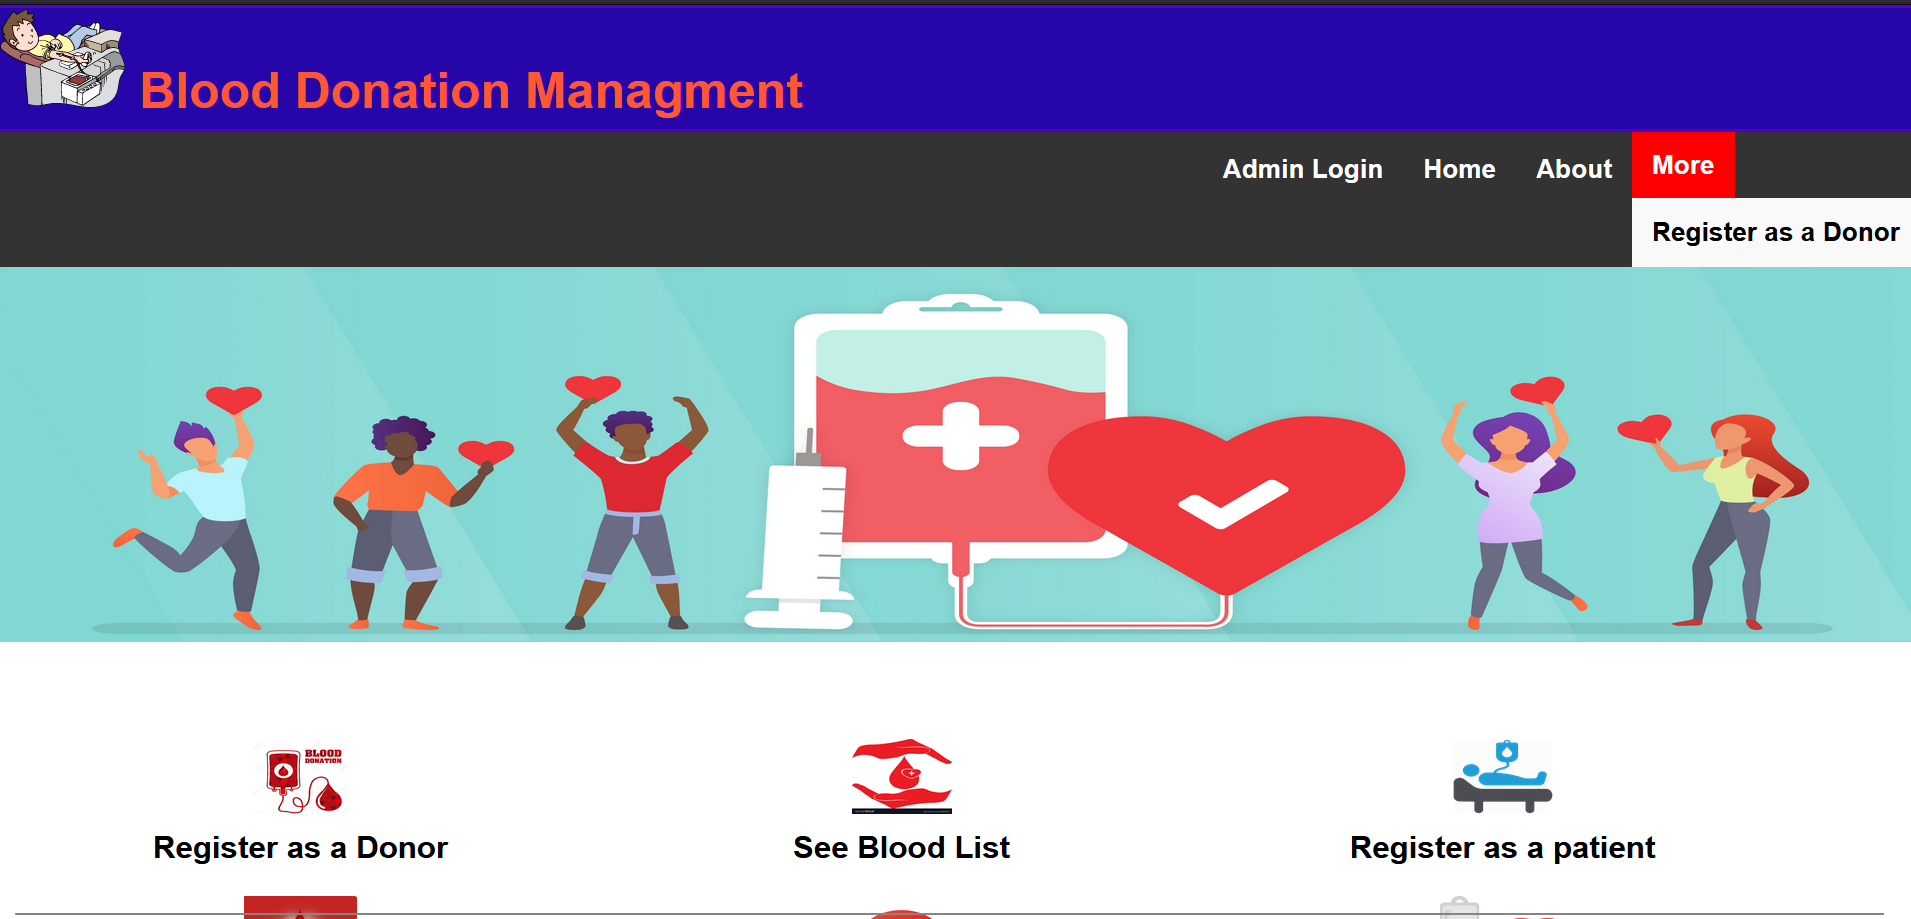 Blood Donation Managment
Admin Login Home About More
Register as a Donor
BLOOD
DONATION
Register as a Donor See Blood List Register as a patient